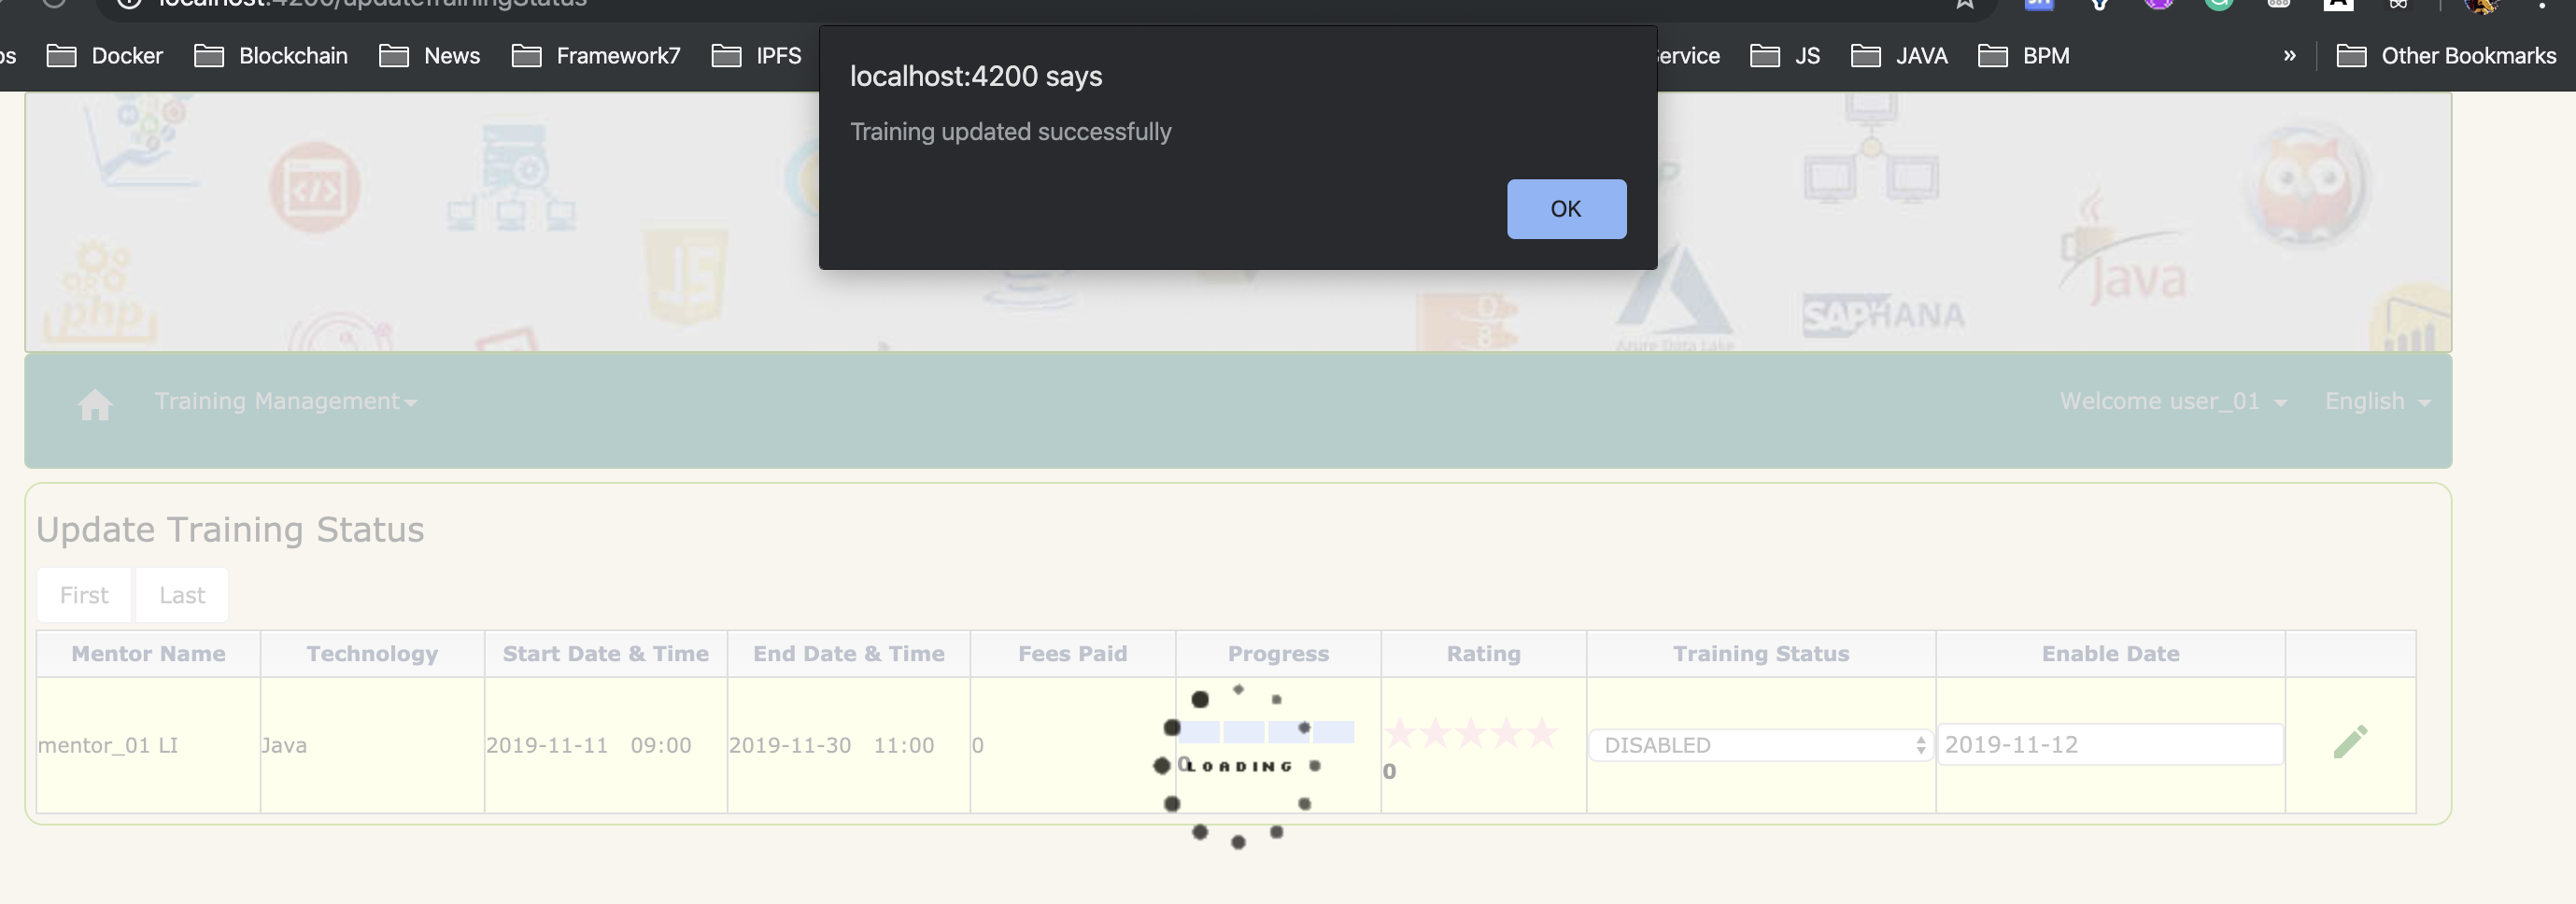 localhost:4200/updateTrainingStatus
Docker Blockchain News Framework7 IPFS JS JAVA BPM » Other Bookmarks
localhost:4200 says
Training updated successfully
OK
</>
JS
php
Java
D
B
SAP HANA
Azure Data Lake
Training Management
Welcome user_01
English
Update Training Status
First Last
Mentor Name Technology Start Date & Time End Date & Time Fees Paid Progress Rating Training Status Enable Date
mentor_01 LI Java 2019-11-11 09:00 2019-11-30 11:00 0 DISABLED 2019-11-12
0 LOADING
0